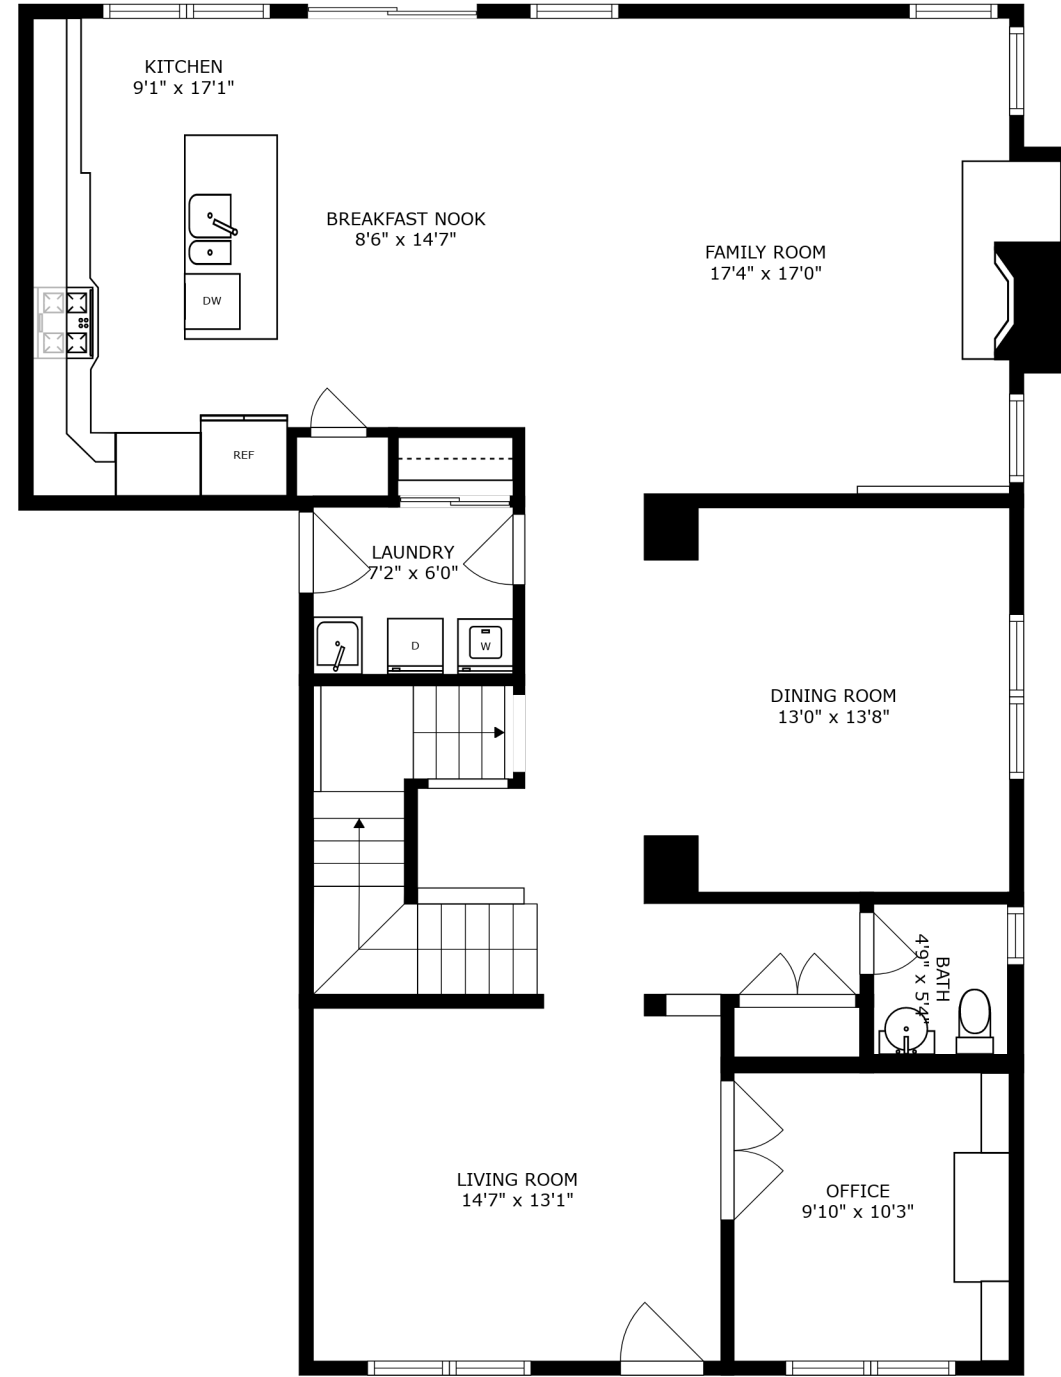 KITCHEN
9'1" x 17'1"
BREAKFAST NOOK
8'6" x 14'7"
FAMILY ROOM
17'4" x 17'0"
DW
REF
LAUNDRY
7'2" x 6'0"
D
W
DINING ROOM
13'0" x 13'8"
BATH
4'9" x 5'4"
LIVING ROOM
14'7" x 13'1"
OFFICE
9'10" x 10'3"